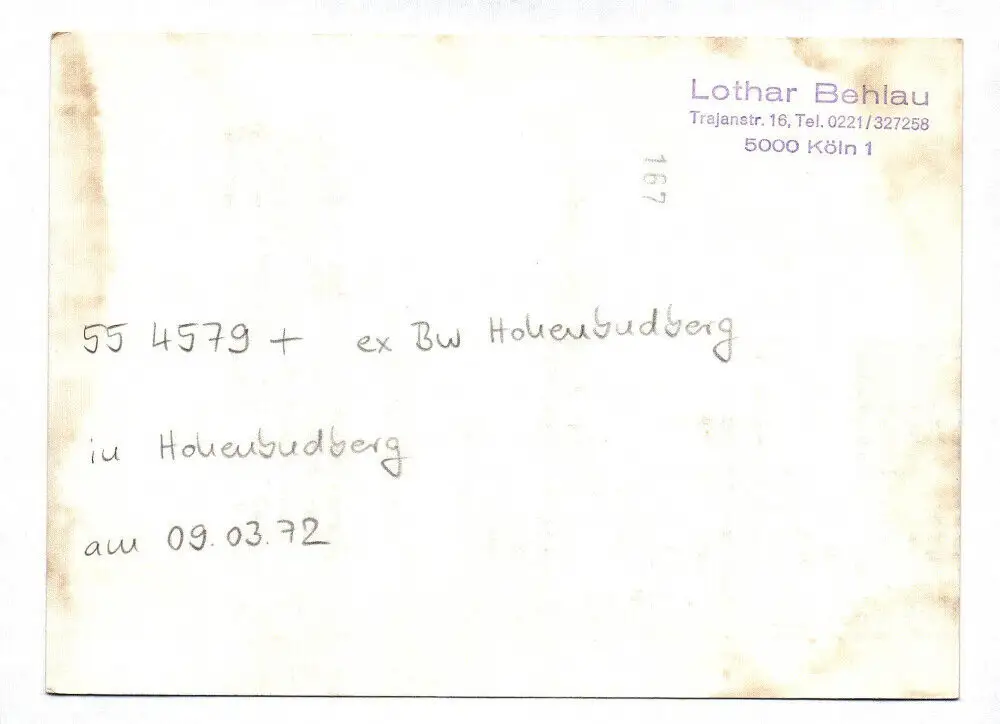 Lothar Behlau
Trajanstr. 16, Tel. 0221/327258
5000 Köln 1
167
55 4579 + ex Bw Hohenbudberg
in Hohenbudberg
am 09.03.72